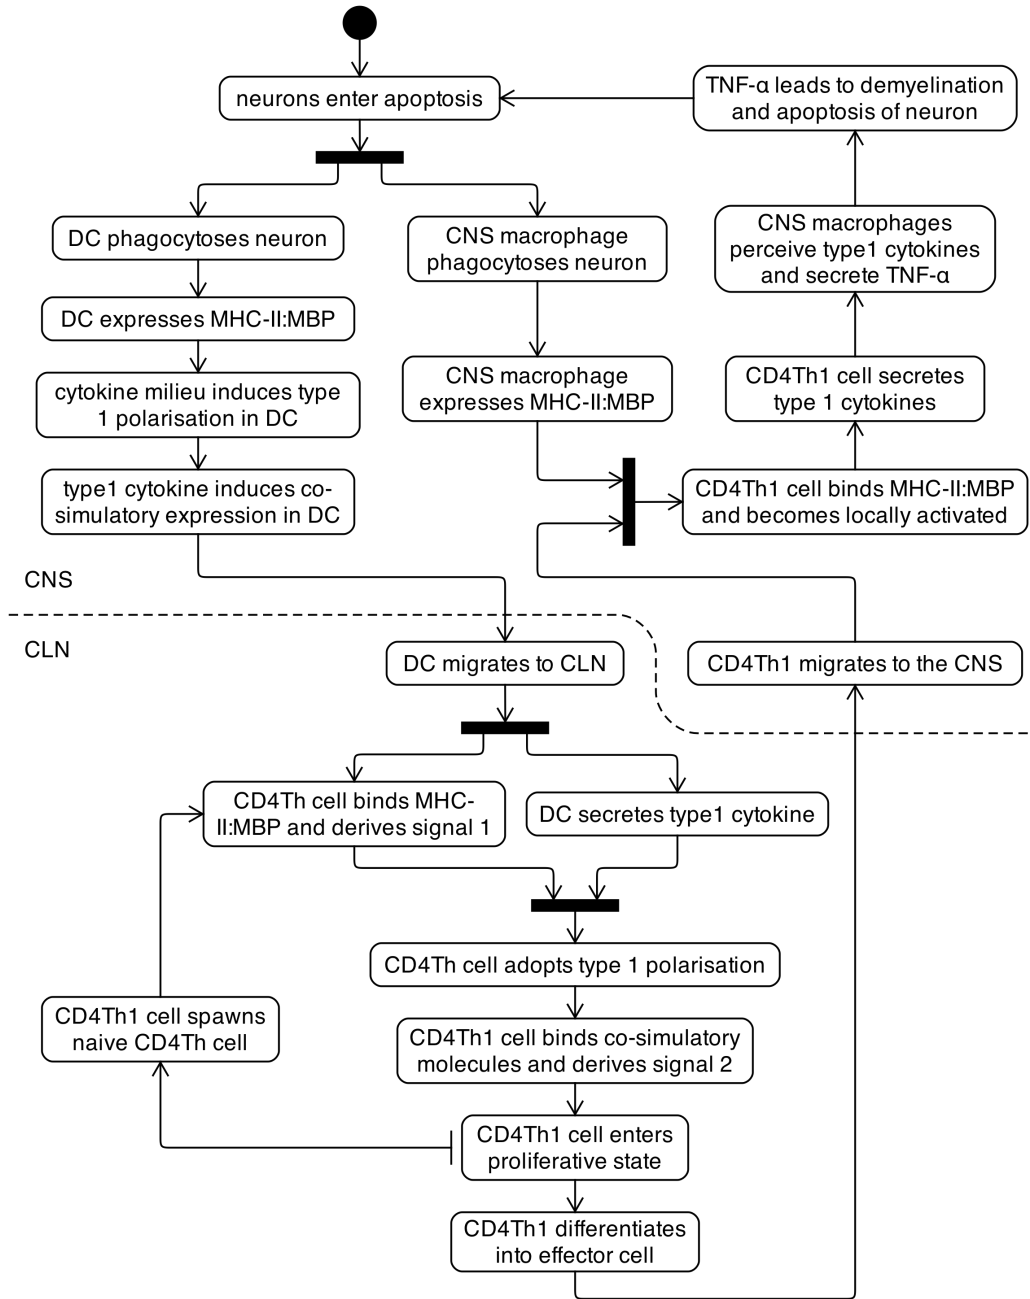 neurons enter apoptosis
TNF-α leads to demyelination
and apoptosis of neuron
DC phagocytoses neuron
CNS macrophage
phagocytoses neuron
CNS macrophages
perceive type1 cytokines
and secrete TNF-α
DC expresses MHC-II:MBP
cytokine milieu induces type
1 polarisation in DC
CNS macrophage
expresses MHC-II:MBP
CD4Th1 cell secretes
type 1 cytokines
type1 cytokine induces co-
simulatory expression in DC
CD4Th1 cell binds MHC-II:MBP
and becomes locally activated
CNS
CLN
DC migrates to CLN
CD4Th1 migrates to the CNS
CD4Th cell binds MHC-
II:MBP and derives signal 1
DC secretes type1 cytokine
CD4Th cell adopts type 1 polarisation
CD4Th1 cell spawns
naive CD4Th cell
CD4Th1 cell binds co-simulatory
molecules and derives signal 2
CD4Th1 cell enters
proliferative state
CD4Th1 differentiates
into effector cell